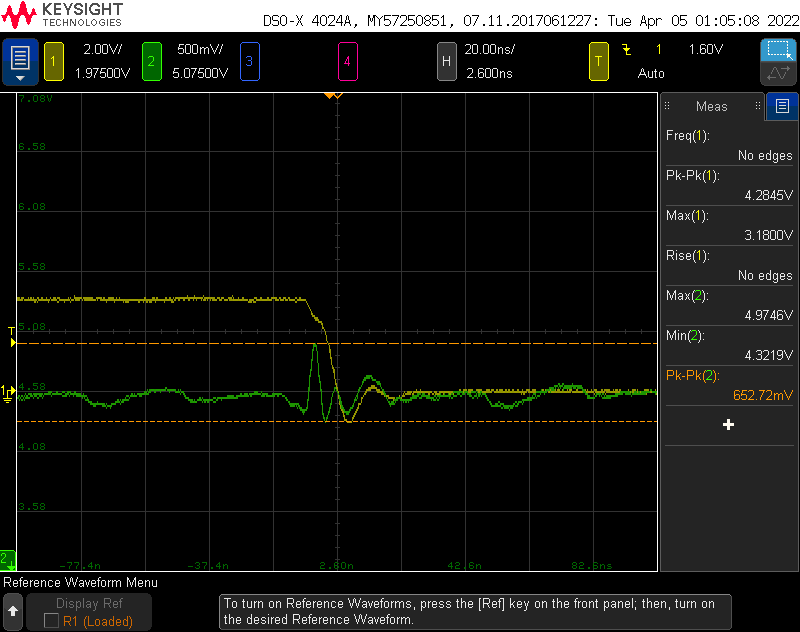 KEYSIGHT
TECHNOLOGIES
DSO-X 4024A, MY57250851, 07.11.2017061227: Tue Apr 05 01:05:08 2022
1 2.00V/ 1.97500V
2 500mV/ 5.07500V
3
4
H 20.00ns/ 2.600ns
T 1 1.60V
Auto
7.08V
6.58
6.08
5.58
5.08
4.58
4.08
3.58
T
1
2
-77.4n -37.4n 2.60n 42.6n 82.6ns
Meas
Freq(1):
No edges
Pk-Pk(1):
4.2845V
Max(1):
3.1800V
Rise(1):
No edges
Max(2):
4.9746V
Min(2):
4.3219V
Pk-Pk(2):
652.72mV
Reference Waveform Menu
Display Ref
R1 (Loaded)
To turn on Reference Waveforms, press the [Ref] key on the front panel; then, turn on
the desired Reference Waveform.